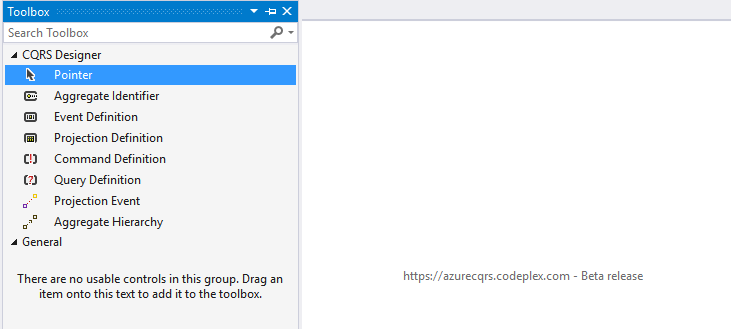 Toolbox
Search Toolbox
CQRS Designer
Pointer
Aggregate Identifier
Event Definition
Projection Definition
Command Definition
Query Definition
Projection Event
Aggregate Hierarchy
General
There are no usable controls in this group. Drag an
item onto this text to add it to the toolbox.
https://azurecqrs.codeplex.com - Beta release